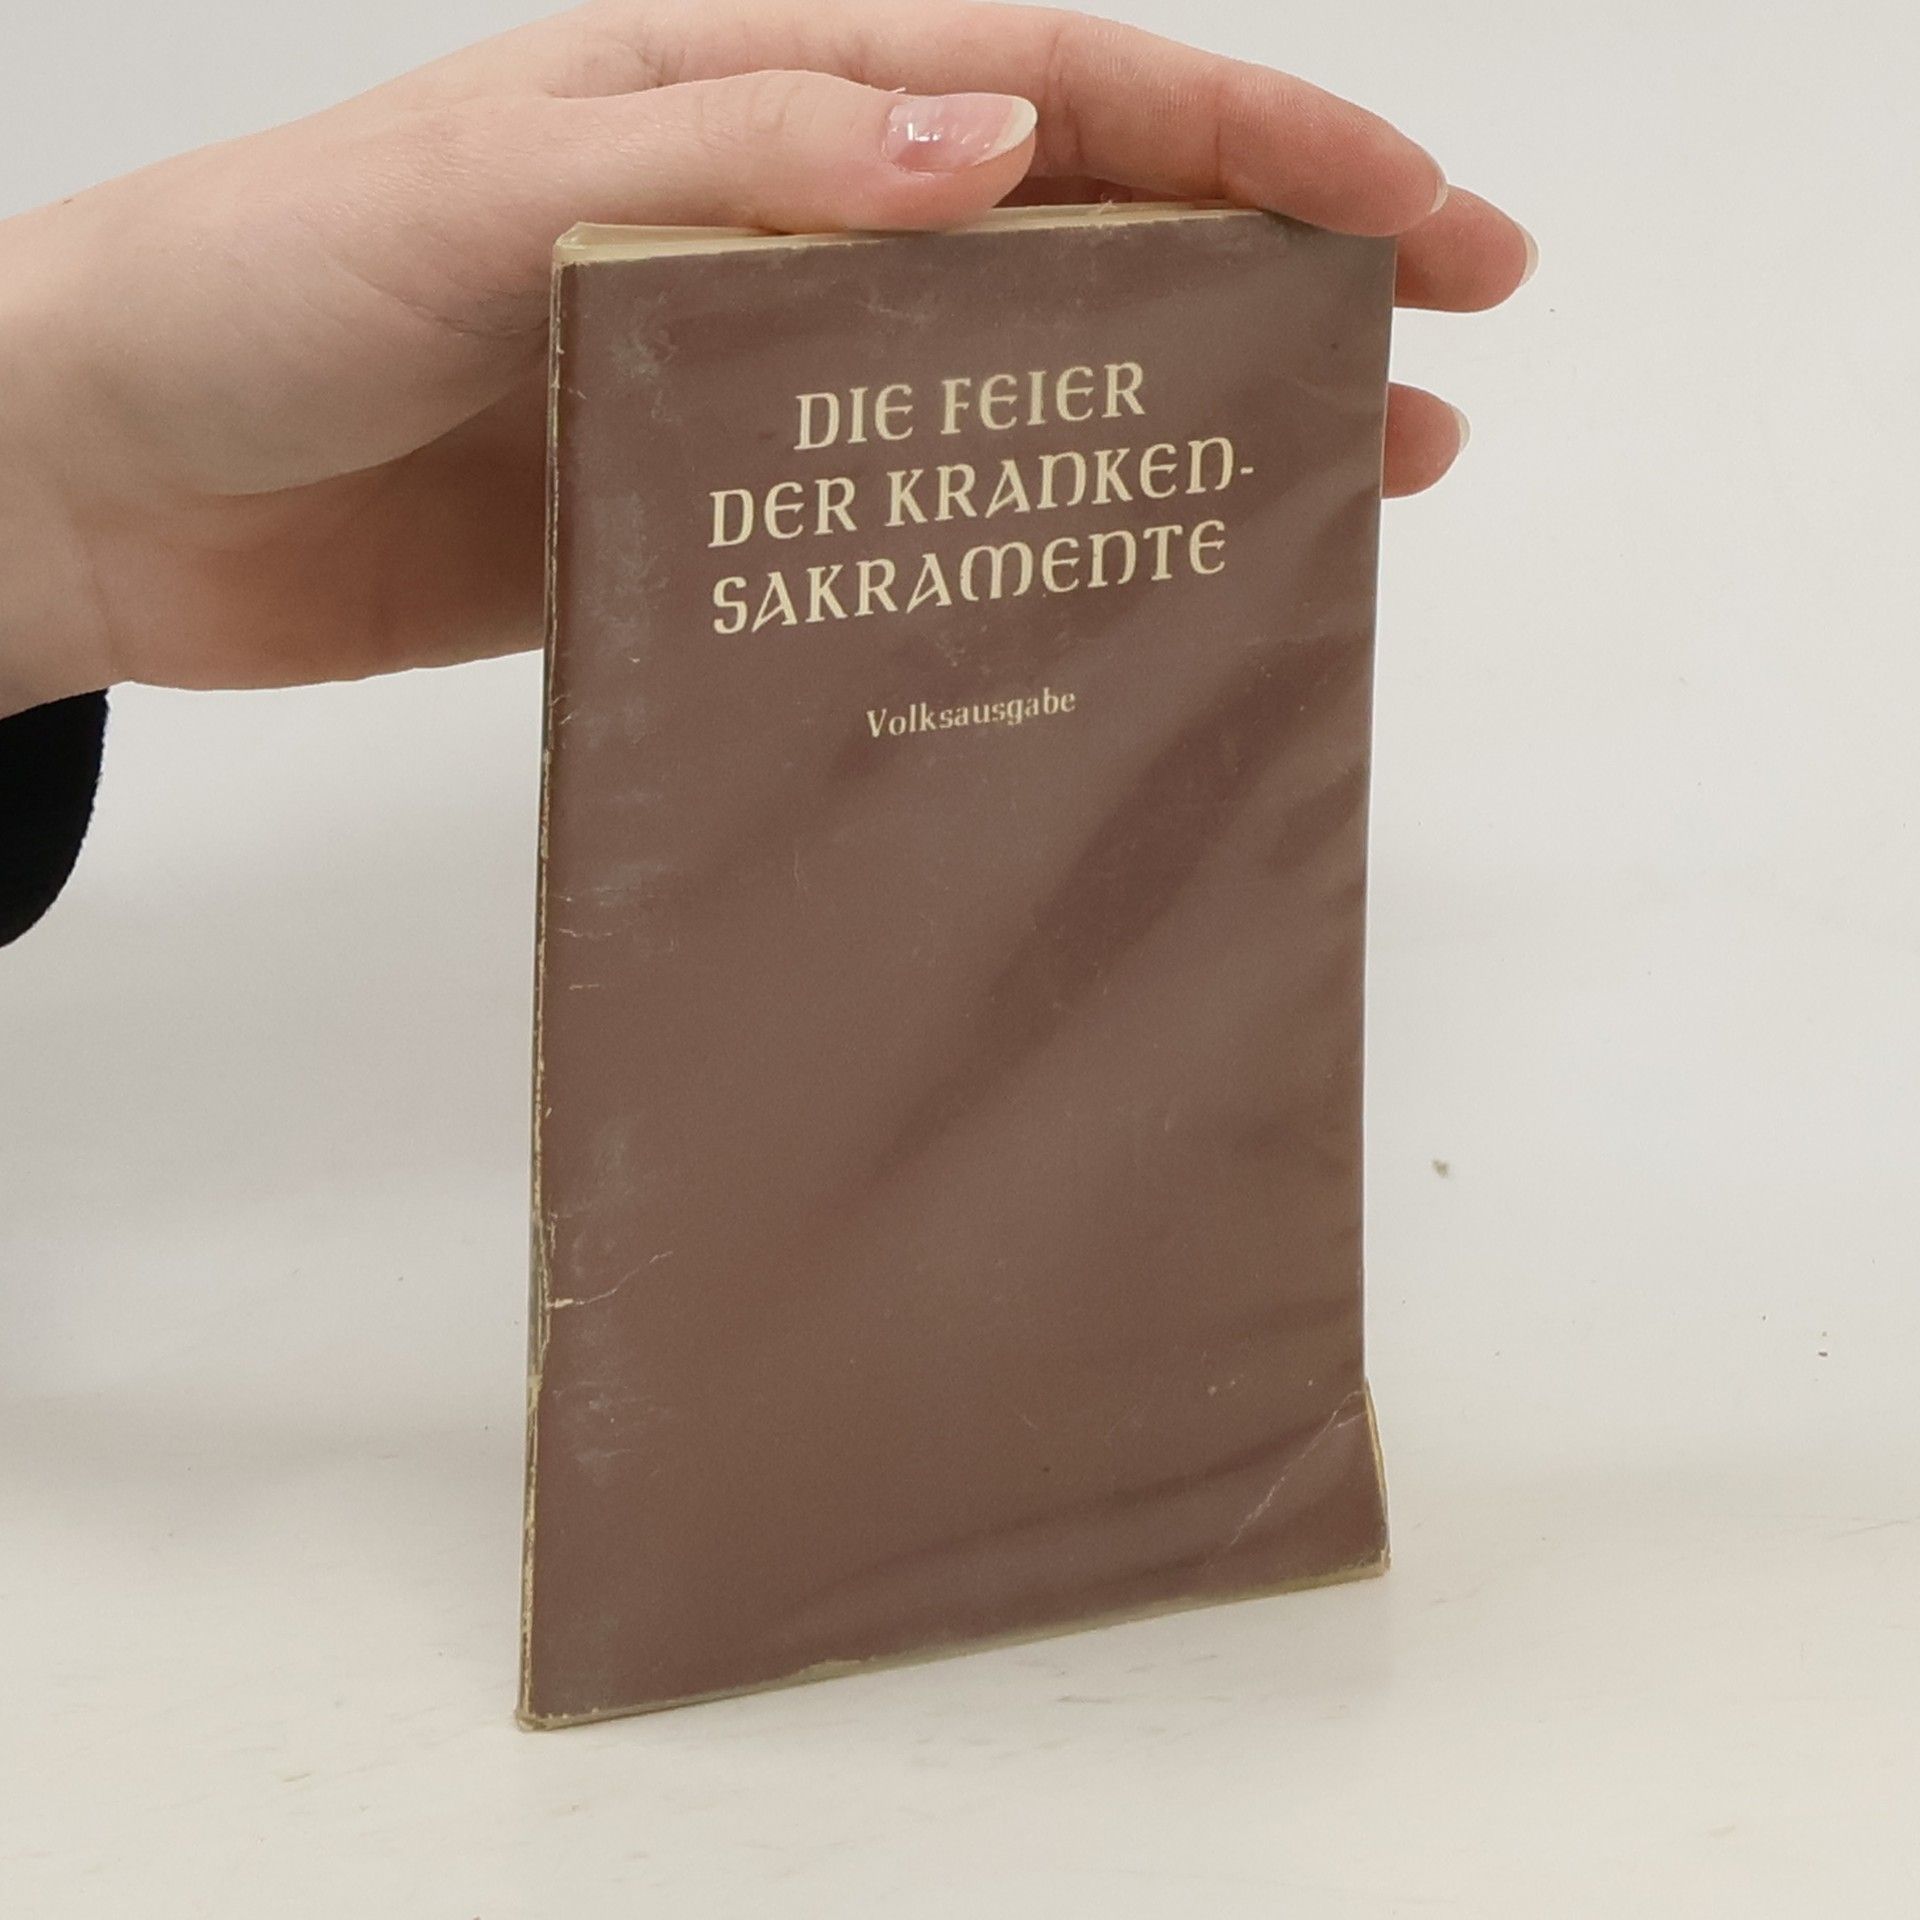 DIE FEIER
DER KRANKEN-
SAKRAMENTE
Volksausgabe